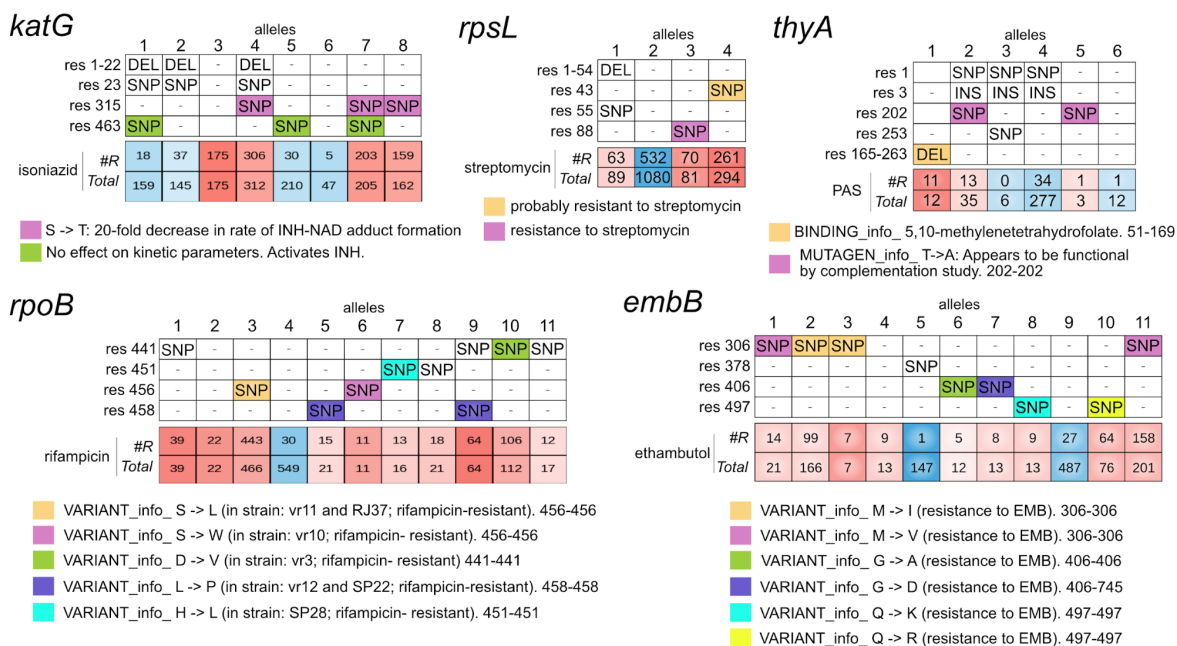 katG
alleles
1 2 3 4 5 6 7 8
res 1-22 DEL DEL - DEL - - - -
res 23 SNP SNP - SNP - - - -
res 315 - - - SNP - - SNP SNP
res 463 SNP - - - SNP - SNP -
isoniazid
#R 18 37 175 306 30 5 203 159
Total 159 145 175 312 210 47 205 162
S -> T: 20-fold decrease in rate of INH-NAD adduct formation
No effect on kinetic parameters. Activates INH.
rpsL
alleles
1 2 3 4
res 1-54 DEL - - -
res 43 - - - SNP
res 55 SNP - - -
res 88 - - SNP -
streptomycin
#R 63 532 70 261
Total 89 1080 81 294
probably resistant to streptomycin
resistance to streptomycin
thyA
alleles
1 2 3 4 5 6
res 1 SNP SNP SNP - -
res 3 INS INS INS - -
res 202 SNP - - SNP -
res 253 - SNP - - -
res 165-263 DEL - - - - -
PAS
#R 11 13 0 34 1 1
Total 12 35 6 277 3 12
BINDING_info_ 5,10-methylenetetrahydrofolate. 51-169
MUTAGEN_info_ T->A: Appears to be functional
by complementation study. 202-202
rpoB
alleles
1 2 3 4 5 6 7 8 9 10 11
res 441 SNP - - - - - - - SNP SNP SNP
res 451 - - - - - - SNP SNP - - -
res 456 - - SNP - - SNP - - - - -
res 458 - - - - SNP - - - SNP - -
rifampicin
#R 39 22 443 30 15 11 13 18 64 106 12
Total 39 22 466 549 21 11 16 21 64 112 17
VARIANT_info_ S -> L (in strain: vr11 and RJ37; rifampicin-resistant). 456-456
VARIANT_info_ S -> W (in strain: vr10; rifampicin- resistant). 456-456
VARIANT_info_ D -> V (in strain: vr3; rifampicin-resistant) 441-441
VARIANT_info_ L -> P (in strain: vr12 and SP22; rifampicin-resistant). 458-458
VARIANT_info_ H -> L (in strain: SP28; rifampicin- resistant). 451-451
embB
alleles
1 2 3 4 5 6 7 8 9 10 11
res 306 SNP SNP SNP - - - - - - - SNP
res 378 - - - - SNP - - - - - -
res 406 - - - - - SNP SNP - - - -
res 497 - - - - - - - SNP - SNP -
ethambutol
#R 14 99 7 9 1 5 8 9 27 64 158
Total 21 166 7 13 147 12 13 13 487 76 201
VARIANT_info_ M -> I (resistance to EMB). 306-306
VARIANT_info_ M -> V (resistance to EMB). 306-306
VARIANT_info_ G -> A (resistance to EMB). 406-406
VARIANT_info_ G -> D (resistance to EMB). 406-745
VARIANT_info_ Q -> K (resistance to EMB). 497-497
VARIANT_info_ Q -> R (resistance to EMB). 497-497